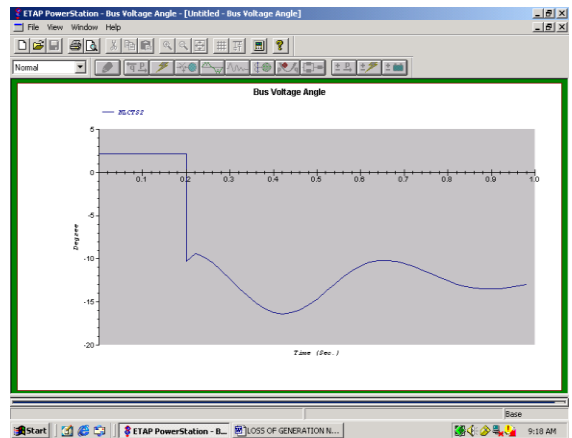 ETAP PowerStation - Bus Voltage Angle - [Untitled - Bus Voltage Angle]
File View Window Help
Normal
Bus Voltage Angle
5
0
-5
-10
-15
-20
0.1 0.2 0.3 0.4 0.5 0.6 0.7 0.8 0.9 1.0
Degree
Time (Sec.)
Base
Start
ETAP PowerStation - B...
LOSS OF GENERATION N...
9:18 AM